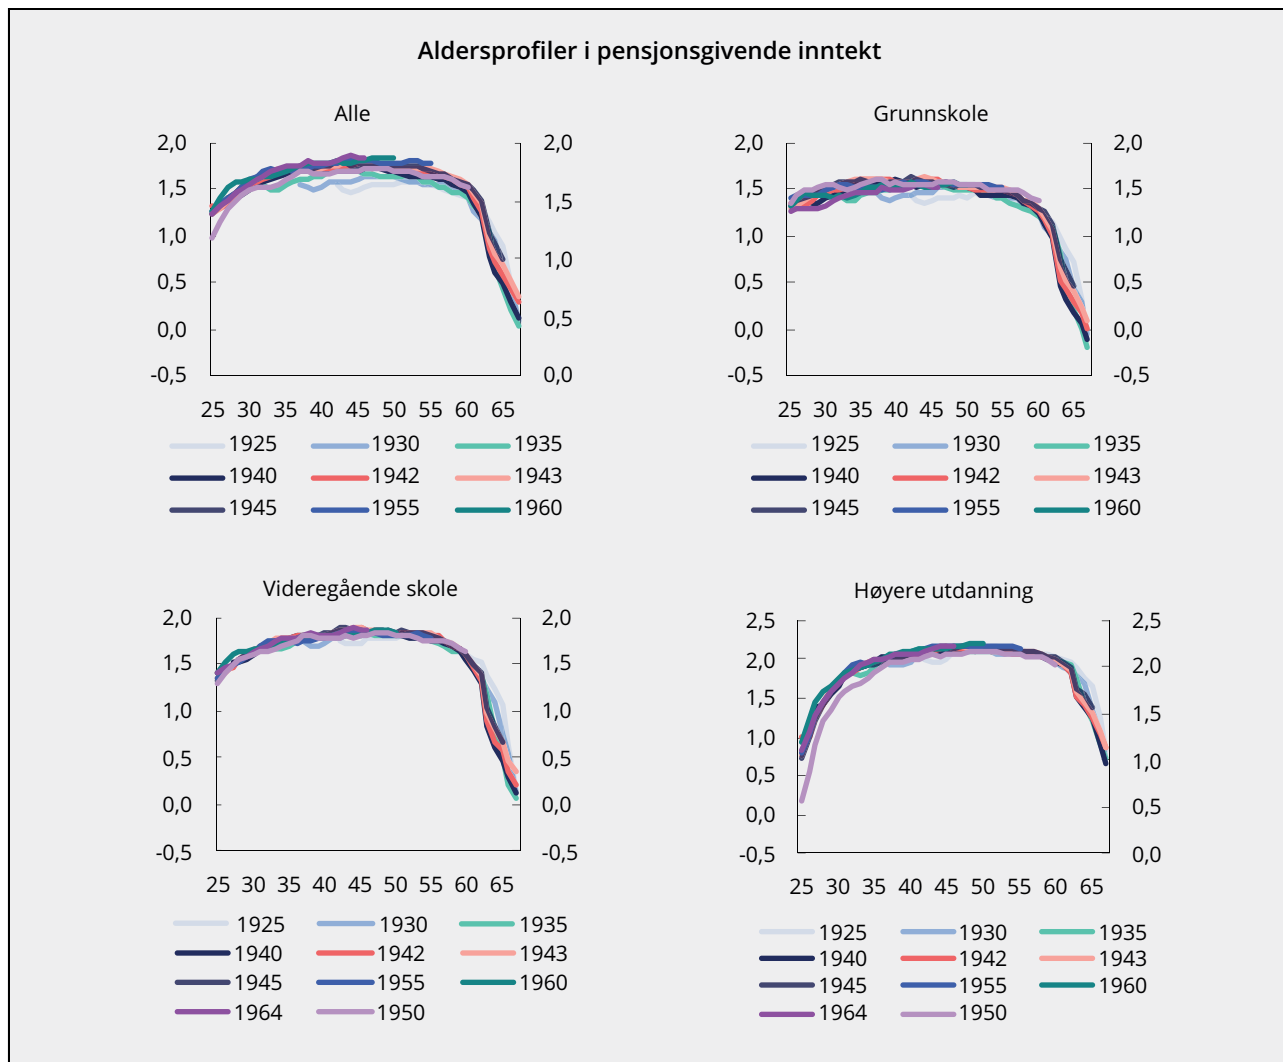 Aldersprofiler i pensjonsgivende inntekt
Alle
2,0 2,0
1,5 1,5
1,0 1,0
0,5
0,0 0,5
-0,5 0,0
25 30 35 40 45 50 55 60 65
1925 1930 1935
1940 1942 1943
1945 1955 1960
Grunnskole
2,0 2,0
1,5 1,5
1,0 1,0
0,5 0,5
0,0 0,0
-0,5 -0,5
25 30 35 40 45 50 55 60 65
1925 1930 1935
1940 1942 1943
1945 1955 1960
Videregående skole
2,0 2,0
1,5 1,5
1,0 1,0
0,5 0,5
0,0 0,0
-0,5 -0,5
25 30 35 40 45 50 55 60 65
1925 1930 1935
1940 1942 1943
1945 1955 1960
1964 1950
Høyere utdanning
2,5 2,5
2,0 2,0
1,5 1,5
1,0 1,0
0,5
0,0 0,5
-0,5 0,0
25 30 35 40 45 50 55 60 65
1925 1930 1935
1940 1942 1943
1945 1955 1960
1964 1950